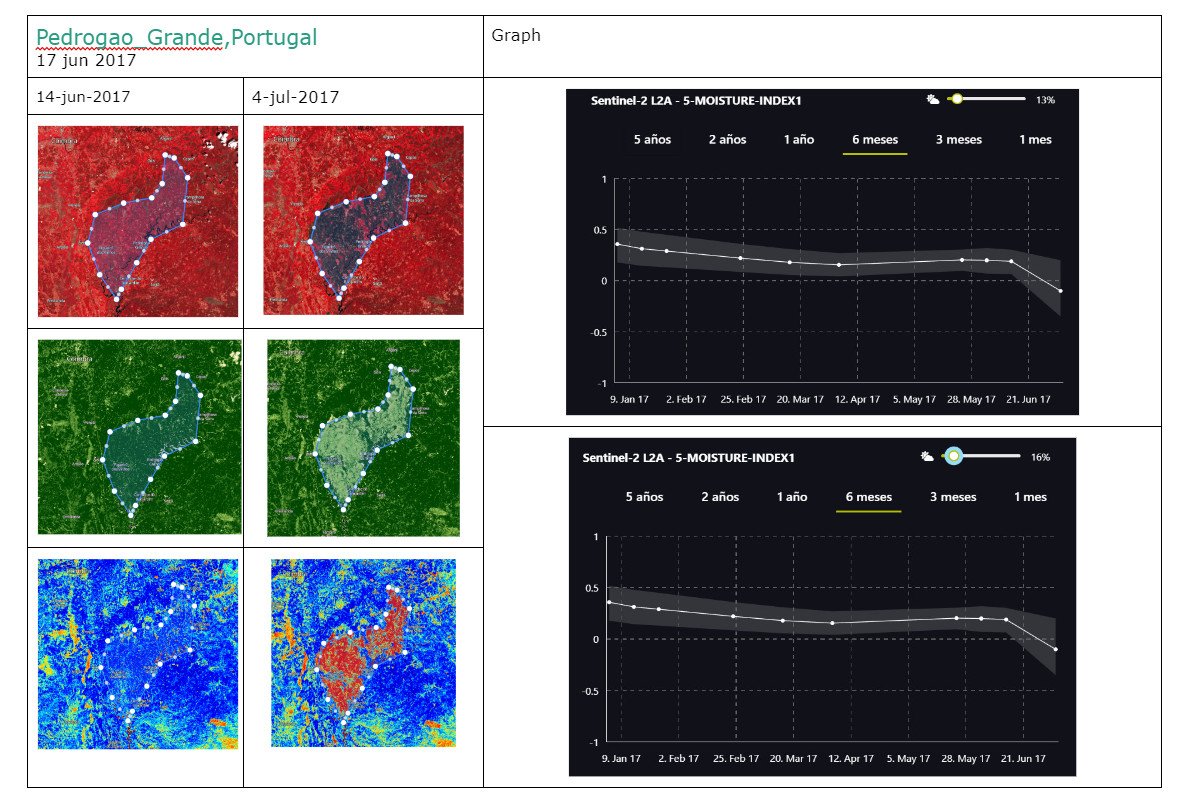 Pedrogao_Grande,Portugal
17 jun 2017
Graph
14-jun-2017
4-jul-2017
Sentinel-2 L2A - 5-MOISTURE-INDEX1
13%
5 años 2 años 1 año 6 meses 3 meses 1 mes
1
0.5
0
-0.5
-1
9. Jan 17 2. Feb 17 25. Feb 17 20. Mar 17 12. Apr 17 5. May 17 28. May 17 21. Jun 17
Sentinel-2 L2A - 5-MOISTURE-INDEX1
16%
5 años 2 años 1 año 6 meses 3 meses 1 mes
1
0.5
0
-0.5
-1
9. Jan 17 2. Feb 17 25. Feb 17 20. Mar 17 12. Apr 17 5. May 17 28. May 17 21. Jun 17
Coimbra
Coimbra
Coimbra